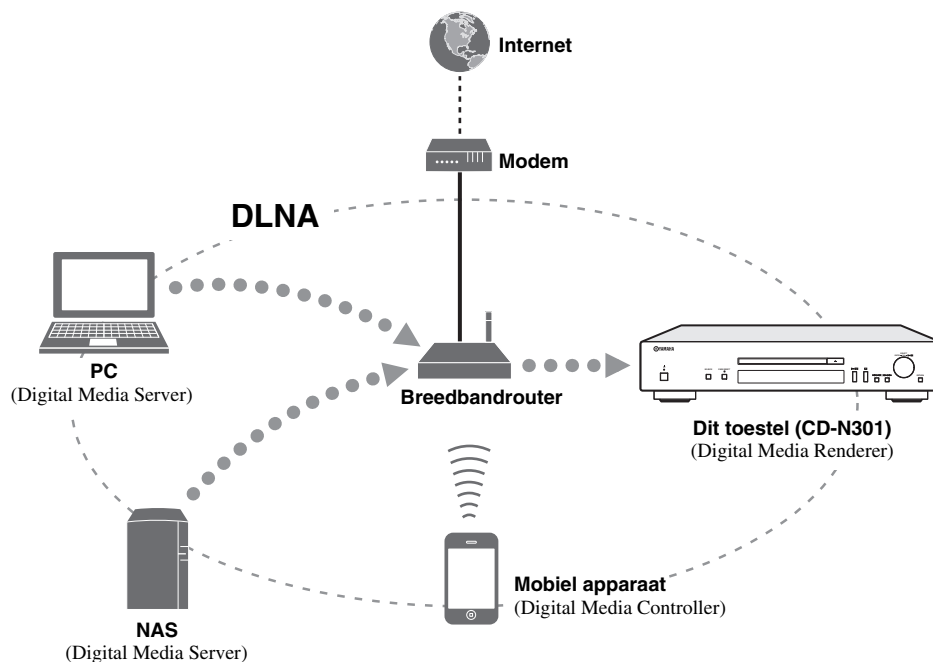 Internet
Modem
DLNA
PC
(Digital Media Server)
Breedbandrouter
YAMAHA
Dit toestel (CD-N301)
(Digital Media Renderer)
Mobiel apparaat
(Digital Media Controller)
NAS
(Digital Media Server)